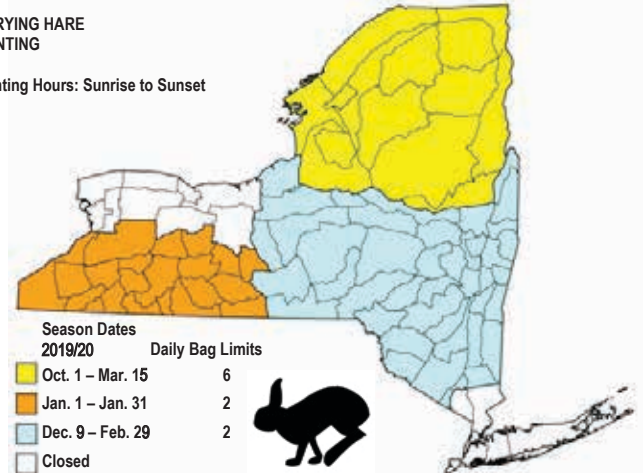 RYING HARE
NTING
nting Hours: Sunrise to Sunset
Season Dates
2019/20 Daily Bag Limits
Oct. 1 – Mar. 15 6
Jan. 1 – Jan. 31 2
Dec. 9 – Feb. 29 2
Closed